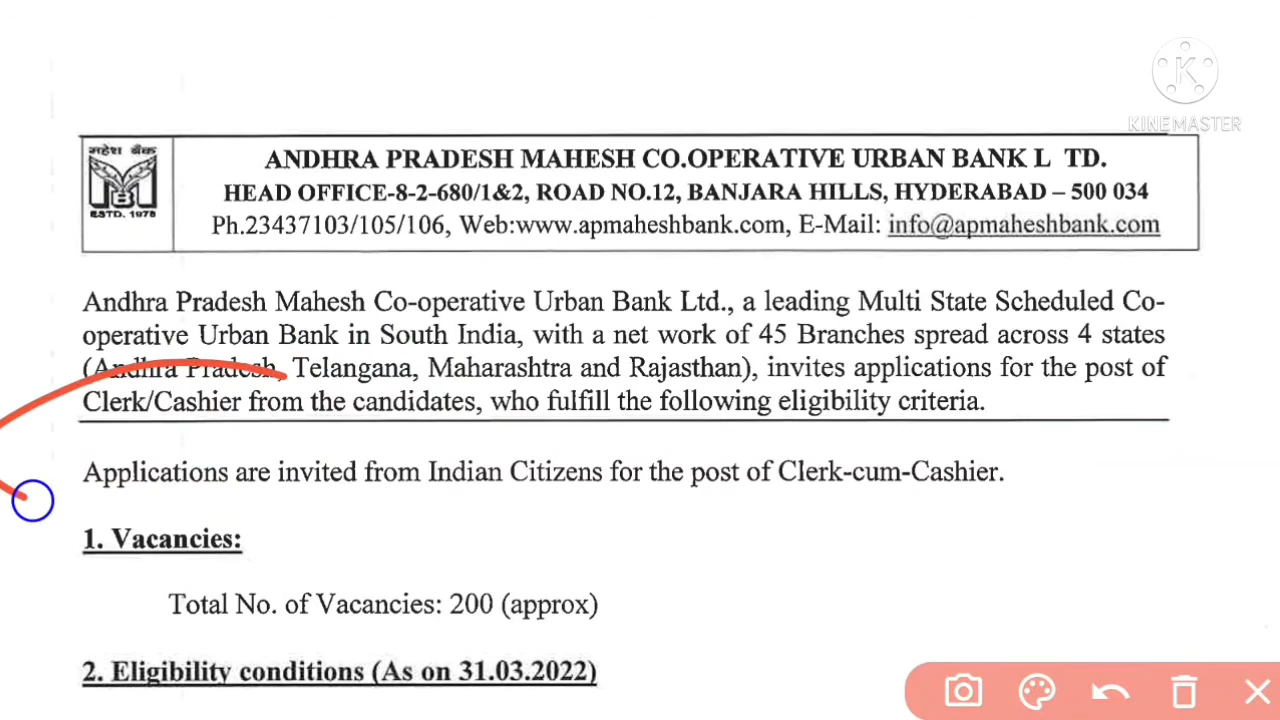 K
KINEMASTER
महेश बैंक
MBL
ESTD. 1978
ANDHRA PRADESH MAHESH CO.OPERATIVE URBAN BANK L TD.
HEAD OFFICE-8-2-680/1&2, ROAD NO.12, BANJARA HILLS, HYDERABAD – 500 034
Ph.23437103/105/106, Web:www.apmaheshbank.com, E-Mail: info@apmaheshbank.com
Andhra Pradesh Mahesh Co-operative Urban Bank Ltd., a leading Multi State Scheduled Co-
operative Urban Bank in South India, with a net work of 45 Branches spread across 4 states
(Andhra Pradesh, Telangana, Maharashtra and Rajasthan), invites applications for the post of
Clerk/Cashier from the candidates, who fulfill the following eligibility criteria.
Applications are invited from Indian Citizens for the post of Clerk-cum-Cashier.
1. Vacancies:
Total No. of Vacancies: 200 (approx)
2. Eligibility conditions (As on 31.03.2022)